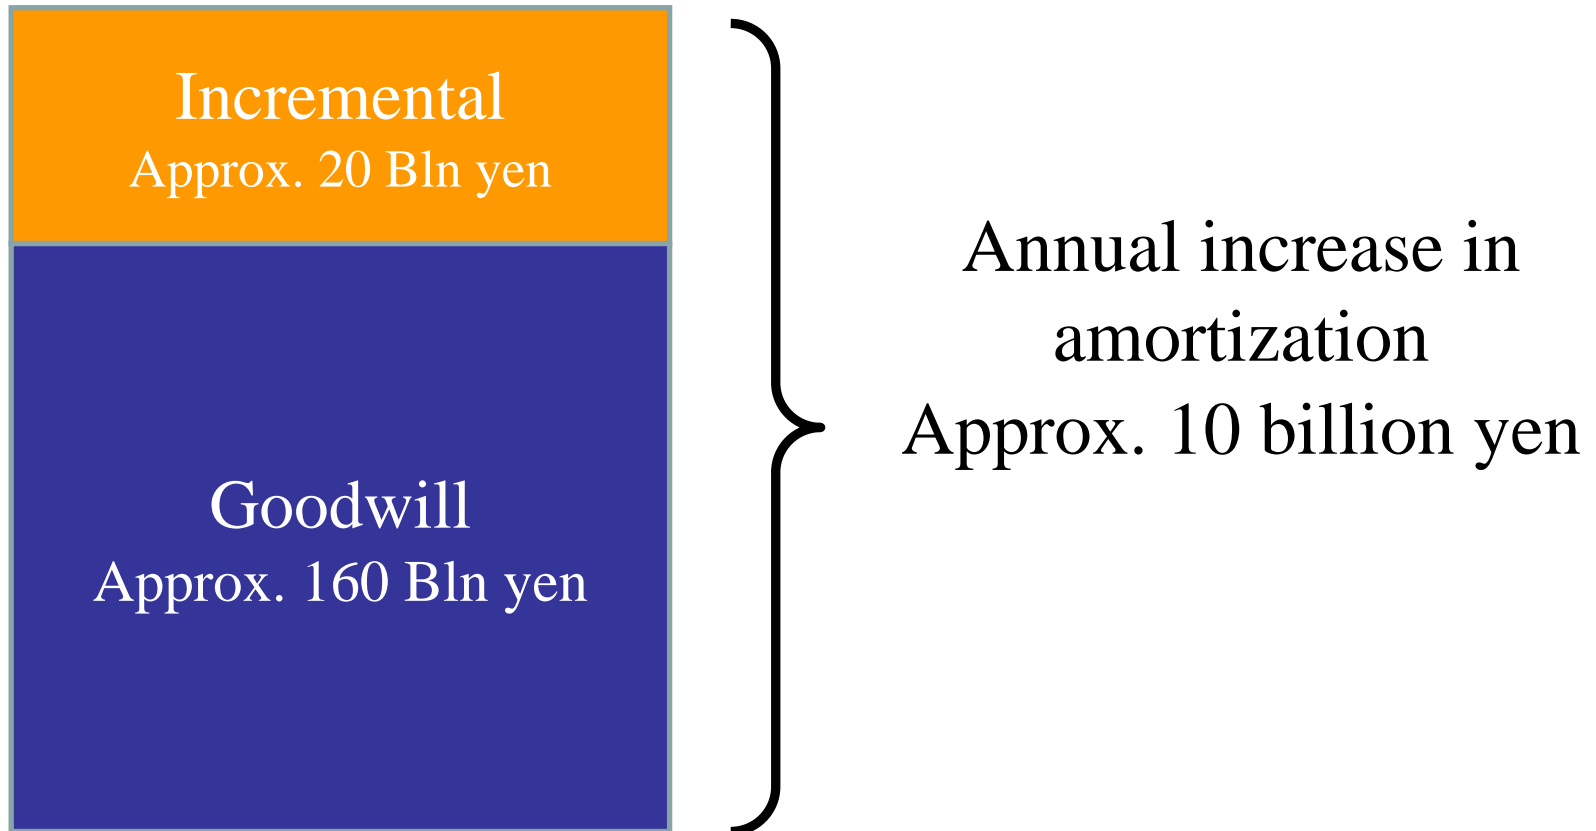 Incremental
Approx. 20 Bln yen
Goodwill
Approx. 160 Bln yen
Annual increase in
amortization
Approx. 10 billion yen